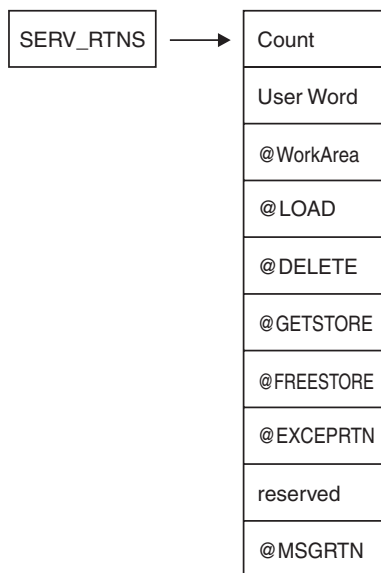 SERV_RTNS
Count
User Word
@WorkArea
@LOAD
@DELETE
@GETSTORE
@FREESTORE
@EXCEPRTN
reserved
@MSGRTN